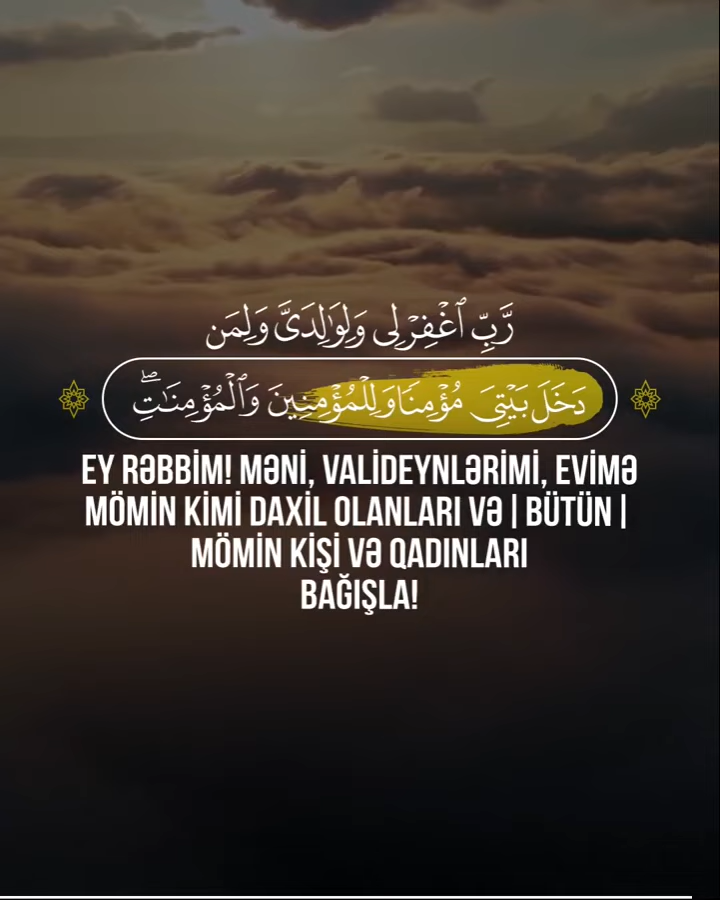 رَّبِّ ٱغْفِرْ لِى وَلِوَٰلِدَىَّ وَلِمَن
دَخَلَ بَيْتِىَ مُؤْمِنًا وَلِلْمُؤْمِنِينَ وَٱلْمُؤْمِنَٰتِۖ
EY RƏBBİM! MƏNİ, VALİDEYNLƏRİMİ, EVİMƏ
MÖMİN KİMİ DAXİL OLANLARI VƏ | BÜTÜN |
MÖMİN KİŞİ VƏ QADINLARI
BAĞIŞLA!